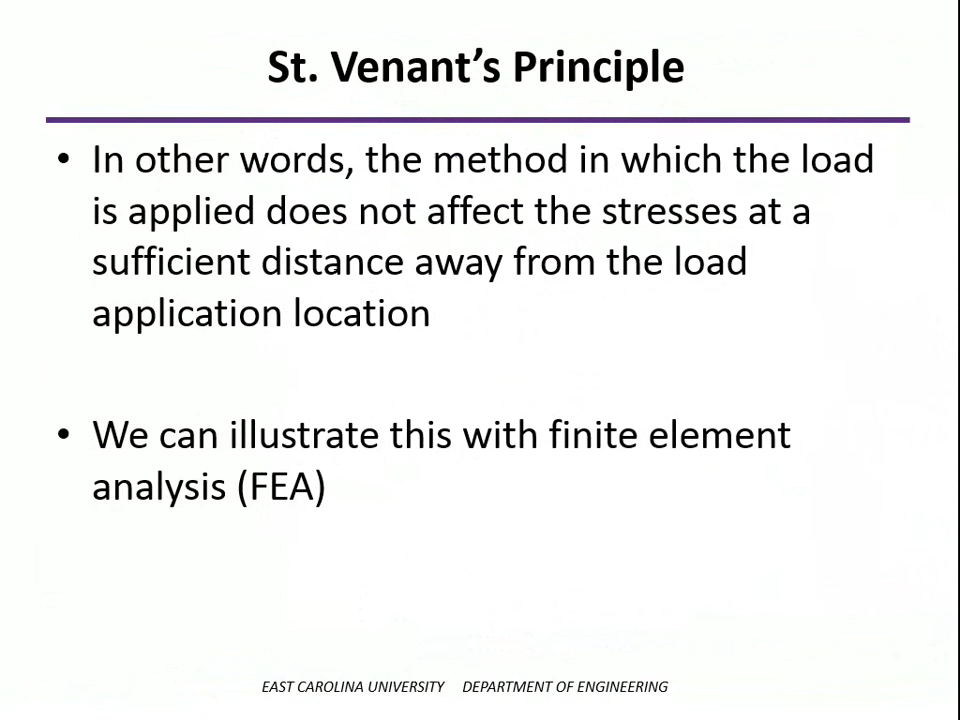 St. Venant’s Principle
• In other words, the method in which the load
is applied does not affect the stresses at a
sufficient distance away from the load
application location
• We can illustrate this with finite element
analysis (FEA)
EAST CAROLINA UNIVERSITY DEPARTMENT OF ENGINEERING